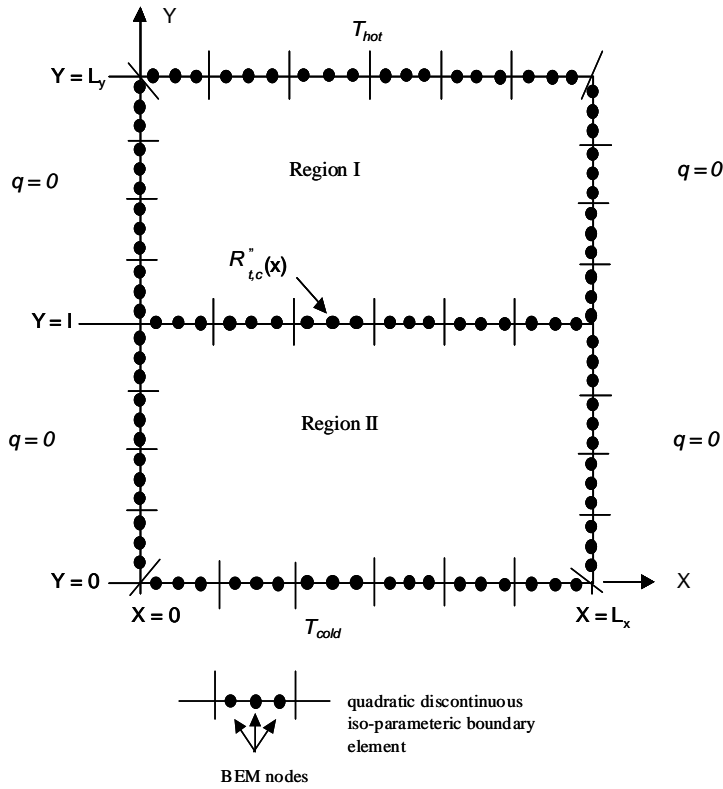 Y
T_hot
Y = L_y
Region I
q = 0
q = 0
R"_t,c(x)
Y = I
Region II
q = 0
q = 0
Y = 0
X
X = 0
T_cold
X = L_x
quadratic discontinuous
iso-parameteric boundary
element
BEM nodes